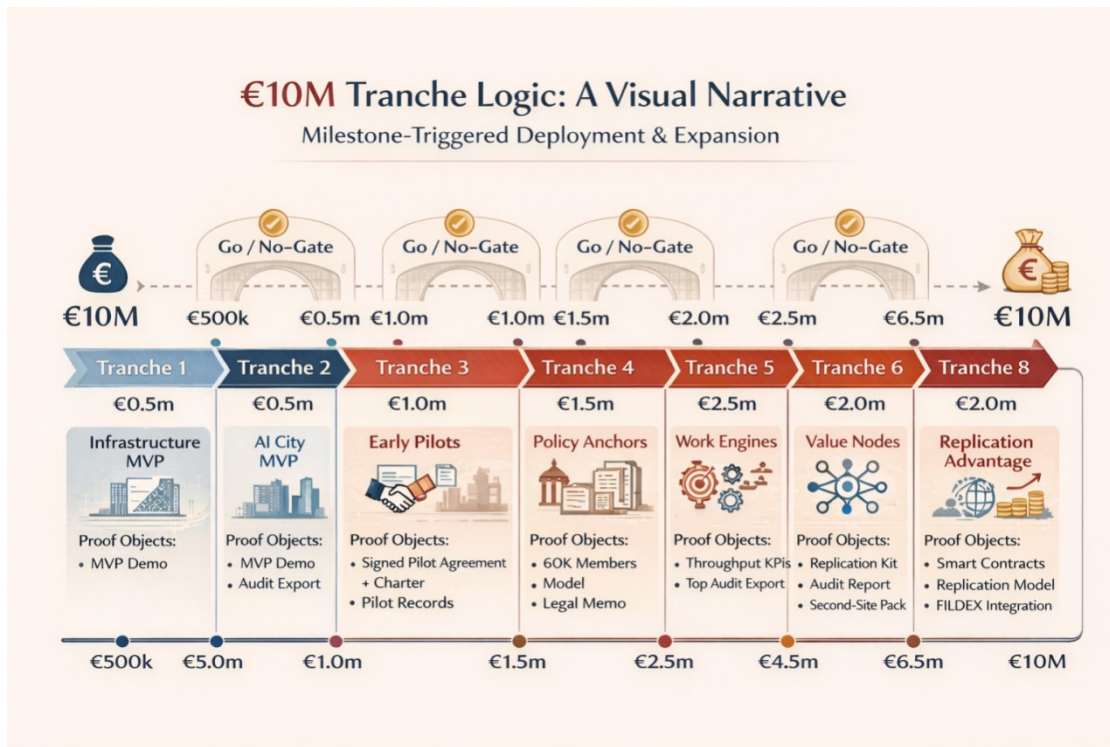 €10M Tranche Logic: A Visual Narrative
Milestone-Triggered Deployment & Expansion
Go / No-Gate
Go / No-Gate
Go / No-Gate
Go / No-Gate
€
€
€10M
€500k
€0.5m
€1.0m
€1.0m
€1.5m
€2.0m
€2.5m
€6.5m
€10M
Tranche 1
Tranche 2
Tranche 3
Tranche 4
Tranche 5
Tranche 6
Tranche 8
€0.5m
€0.5m
€1.0m
€1.5m
€2.5m
€2.0m
€2.0m
Infrastructure
MVP
Proof Objects:
• MVP Demo
AI City
MVP
Proof Objects:
• MVP Demo
• Audit Export
Early Pilots
Proof Objects:
• Signed Pilot Agreement
+ Charter
• Pilot Records
Policy Anchors
Proof Objects:
• 60K Members
• Model
• Legal Memo
Work Engines
Proof Objects:
• Throughput KPIs
• Top Audit Export
Value Nodes
Proof Objects:
• Replication Kit
• Audit Report
• Second-Site Pack
Replication
Advantage
Proof Objects:
• Smart Contracts
• Replication Model
• FILDEX Integration
€500k
€5.0m
€1.0m
€1.5m
€2.5m
€4.5m
€6.5m
€10M